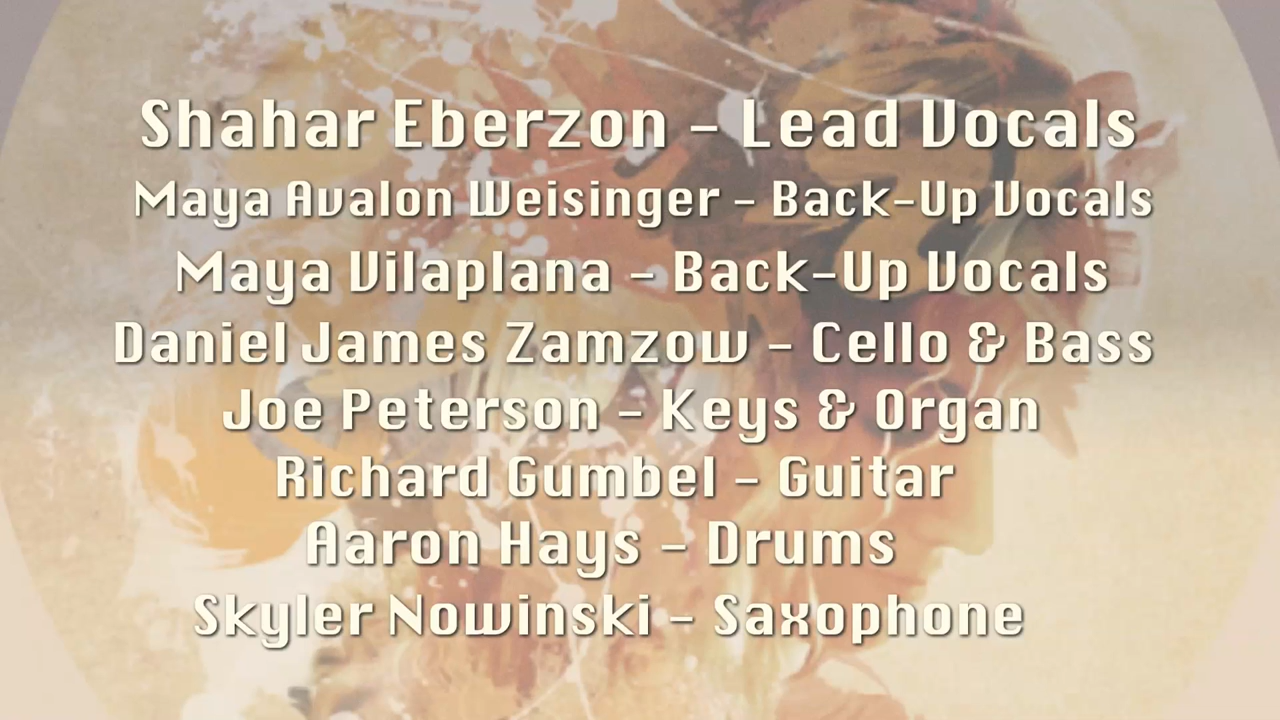 Shahar Eberzon - Lead Vocals
Maya Avalon Weisinger - Back-Up Vocals
Maya Vilaplana - Back-Up Vocals
Daniel James Zamzow - Cello & Bass
Joe Peterson - Keys & Organ
Richard Gumbel - Guitar
Aaron Hays - Drums
Skyler Nowinski - Saxophone